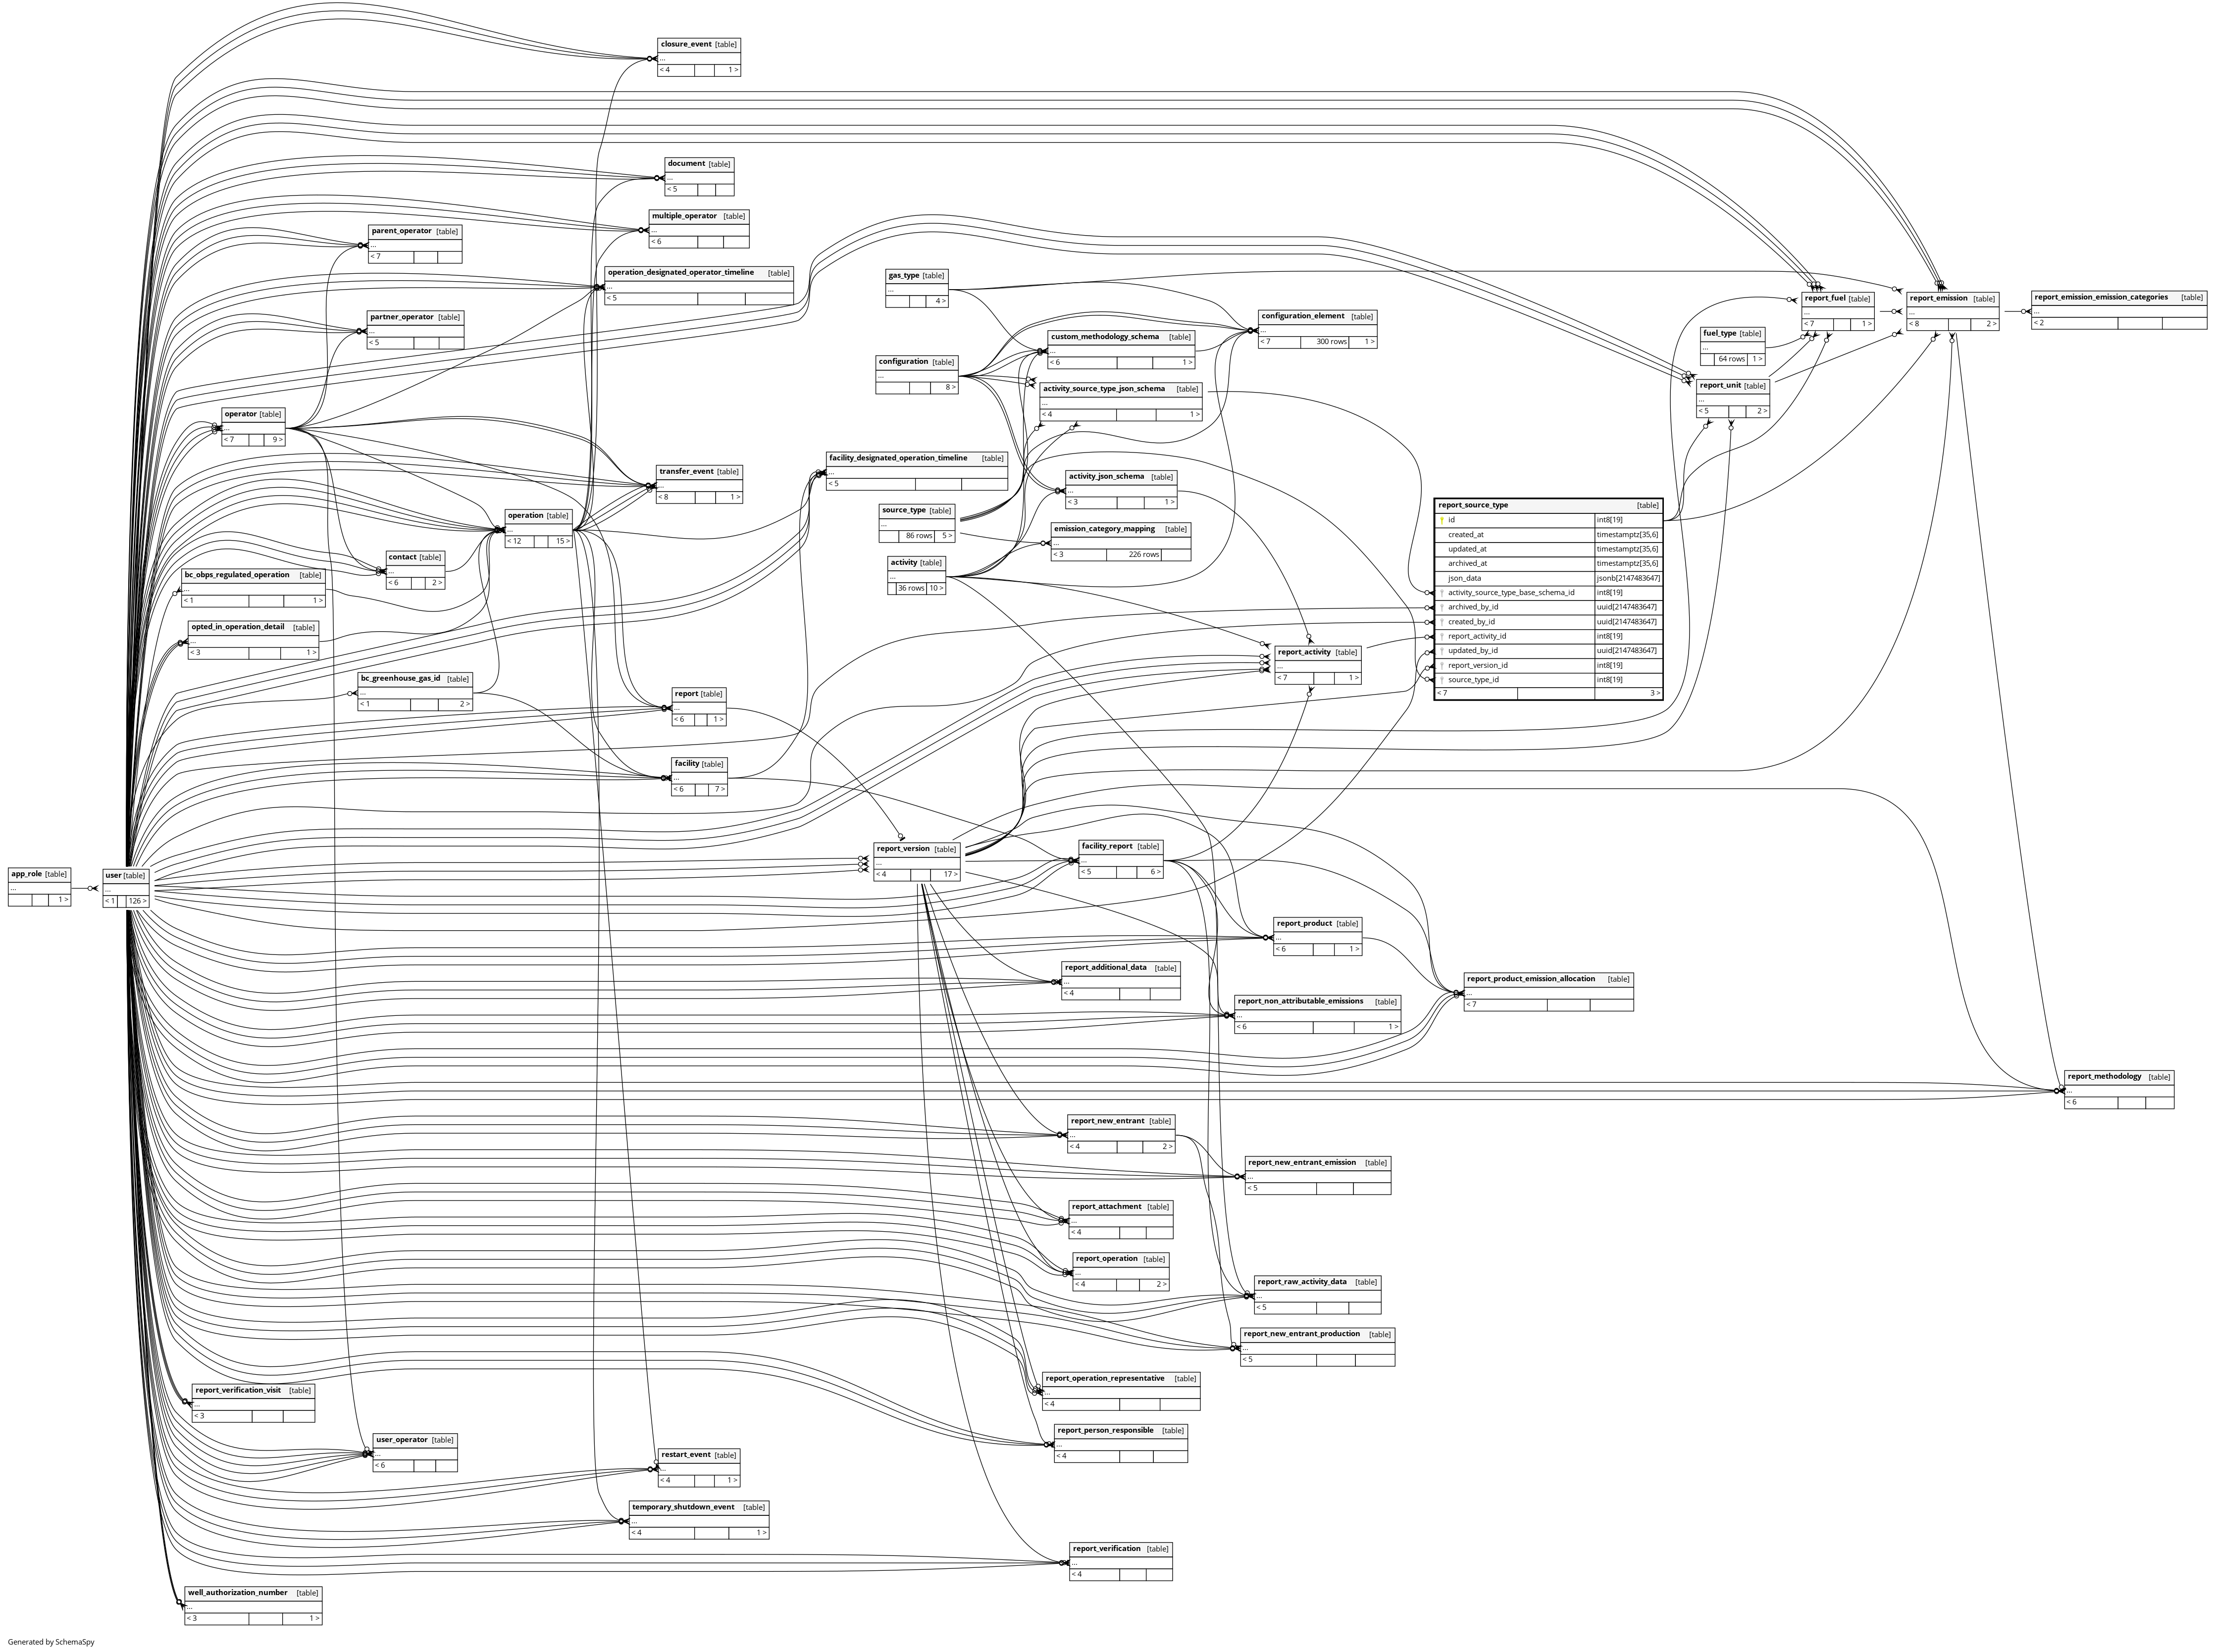 closure_event [table]
...
< 4 1 >
document [table]
...
< 5
multiple_operator [table]
...
< 6
parent_operator [table]
...
< 7
operation_designated_operator_timeline [table]
...
< 5
partner_operator [table]
...
< 5
operator [table]
...
< 7 9 >
transfer_event [table]
...
< 8 1 >
operation [table]
...
< 12 15 >
contact [table]
...
< 6 2 >
bc_obps_regulated_operation [table]
...
< 1 1 >
opted_in_operation_detail [table]
...
< 3 1 >
bc_greenhouse_gas_id [table]
...
< 1 2 >
report [table]
...
< 6 1 >
facility [table]
...
< 6 7 >
app_role [table]
...
1 >
user [table]
...
< 1 126 >
gas_type [table]
...
4 >
configuration [table]
...
8 >
custom_methodology_schema [table]
...
< 6 1 >
configuration_element [table]
...
< 7 300 rows 1 >
activity_source_type_json_schema [table]
...
< 4 1 >
facility_designated_operation_timeline [table]
...
< 5
activity_json_schema [table]
...
< 3 1 >
source_type [table]
...
86 rows 5 >
emission_category_mapping [table]
...
< 3 226 rows
activity [table]
...
36 rows 10 >
report_activity [table]
...
< 7 1 >
report_source_type [table]
id int8[19]
created_at timestamptz[35,6]
updated_at timestamptz[35,6]
archived_at timestamptz[35,6]
json_data jsonb[2147483647]
activity_source_type_base_schema_id int8[19]
archived_by_id uuid[2147483647]
created_by_id uuid[2147483647]
report_activity_id int8[19]
updated_by_id uuid[2147483647]
report_version_id int8[19]
source_type_id int8[19]
< 7 3 >
report_fuel [table]
...
< 7 1 >
fuel_type [table]
...
64 rows 1 >
report_unit [table]
...
< 5 2 >
report_emission [table]
...
< 8 2 >
report_emission_emission_categories [table]
...
< 2
report_version [table]
...
< 4 17 >
facility_report [table]
...
< 5 6 >
report_product [table]
...
< 6 1 >
report_additional_data [table]
...
< 4
report_non_attributable_emissions [table]
...
< 6 1 >
report_product_emission_allocation [table]
...
< 7
report_methodology [table]
...
< 6
report_new_entrant [table]
...
< 4 2 >
report_new_entrant_emission [table]
...
< 5
report_attachment [table]
...
< 4
report_operation [table]
...
< 4 2 >
report_raw_activity_data [table]
...
< 5
report_new_entrant_production [table]
...
< 5
report_operation_representative [table]
...
< 4
report_person_responsible [table]
...
< 4
report_verification_visit [table]
...
< 3
user_operator [table]
...
< 6
restart_event [table]
...
< 4 1 >
temporary_shutdown_event [table]
...
< 4 1 >
report_verification [table]
...
< 4
well_authorization_number [table]
...
< 3 1 >
Generated by SchemaSpy